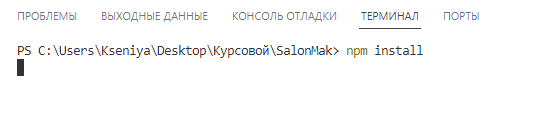 ПРОБЛЕМЫ ВЫХОДНЫЕ ДАННЫЕ КОНСОЛЬ ОТЛАДКИ ТЕРМИНАЛ ПОРТЫ
PS C:\Users\Kseniya\Desktop\Курсовой\SalonMak> npm install